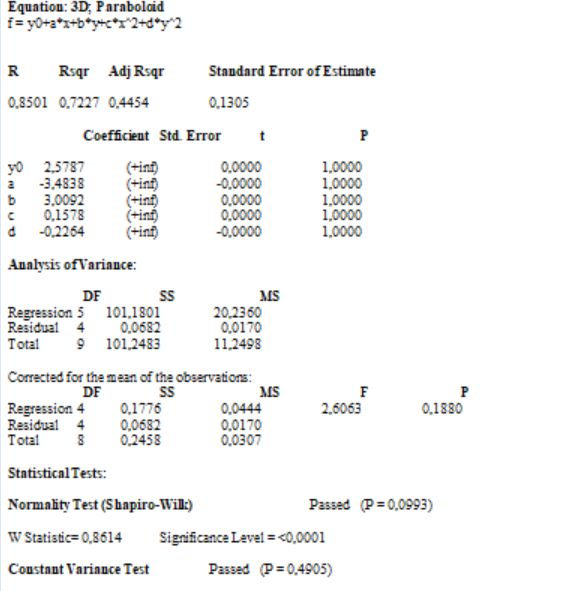 Equation: 3D; Paraboloid
f= y0+a*x+b*y+c*x^2+d*y^2
R Rsqr Adj Rsqr Standard Error of Estimate
0,8501 0,7227 0,4454 0,1305
Coefficient Std. Error t P
y0 2,5787 (+inf) 0,0000 1,0000
a -3,4838 (+inf) -0,0000 1,0000
b 3,0092 (+inf) 0,0000 1,0000
c 0,1578 (+inf) 0,0000 1,0000
d -0,2264 (+inf) -0,0000 1,0000
Analysis of Variance:
DF SS MS
Regression 5 101,1801 20,2360
Residual 4 0,0682 0,0170
Total 9 101,2483 11,2498
Corrected for the mean of the observations:
DF SS MS F P
Regression 4 0,1776 0,0444 2,6063 0,1880
Residual 4 0,0682 0,0170
Total 8 0,2458 0,0307
Statistical Tests:
Normality Test (Shapiro-Wilk) Passed (P = 0,0993)
W Statistic= 0,8614 Significance Level = <0,0001
Constant Variance Test Passed (P = 0,4905)